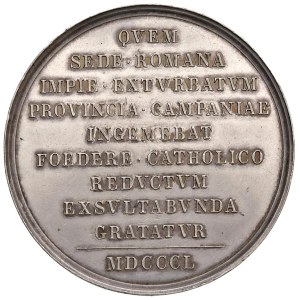 QVEM
SEDE · ROMANA
IMPIE · EXTVRBATVM
PROVINCIA · CAMPANIAE
INGEMEBAT
FOEDERE · CATHOLICO
REDVCTVM
EXSVLTABVNDA
GRATATVR
MDCCCL